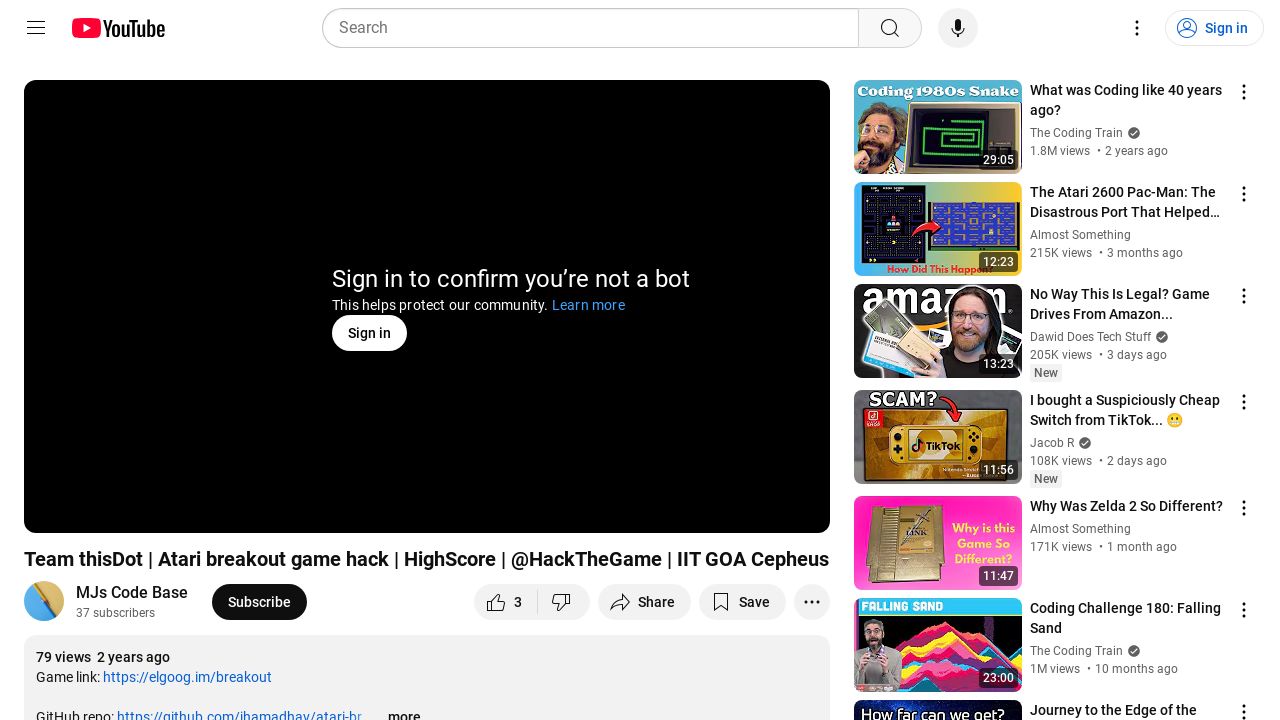 YouTube
Search
Sign in
Sign in to confirm you’re not a bot
This helps protect our community. Learn more
Sign in
Team thisDot | Atari breakout game hack | HighScore | @HackTheGame | IIT GOA Cepheus
MJs Code Base
37 subscribers
Subscribe
3
Share
Save
79 views 2 years ago
Game link: https://elgoog.im/breakout
GitHub repo: https://github.com/ihamadhav/atari-br...
...more
Coding 1980s Snake
29:05
What was Coding like 40 years
ago?
The Coding Train
1.8M views • 2 years ago
12:23
How Did This Happen?
The Atari 2600 Pac-Man: The
Disastrous Port That Helped…
Almost Something
215K views • 3 months ago
amazon
13:23
No Way This Is Legal? Game
Drives From Amazon...
Dawid Does Tech Stuff
205K views • 3 days ago
New
SCAM?
TikTok
11:56
I bought a Suspiciously Cheap
Switch from TikTok... 😬
Jacob R
108K views • 2 days ago
New
LINK
Why is this
Game So
Different?
11:47
Why Was Zelda 2 So Different?
Almost Something
171K views • 1 month ago
FALLING SAND
23:00
Coding Challenge 180: Falling
Sand
The Coding Train
1M views • 10 months ago
How far can we get?
Journey to the Edge of the